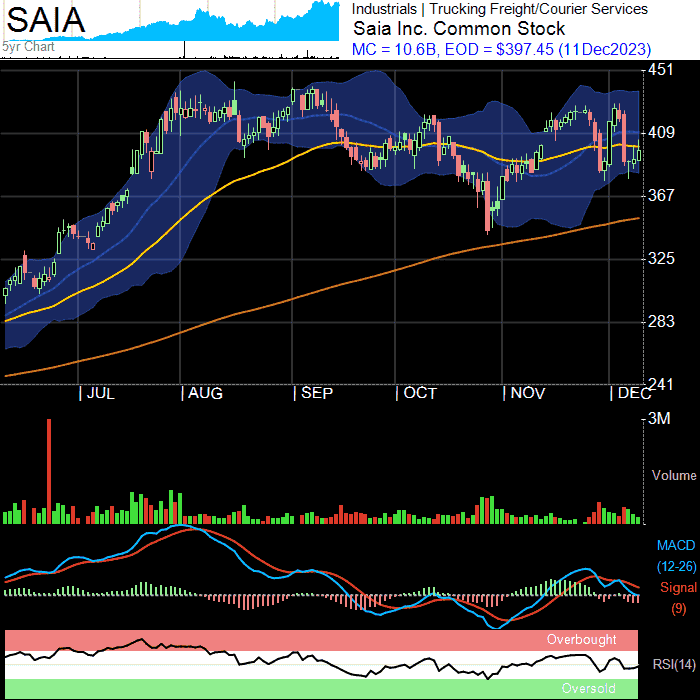 SAIA
5yr Chart
Industrials | Trucking Freight/Courier Services
Saia Inc. Common Stock
MC = 10.6B, EOD = $397.45 (11Dec2023)
451
409
367
325
283
241
JUL AUG SEP OCT NOV DEC
3M
Volume
MACD
(12-26)
Signal
(9)
Overbought
RSI(14)
Oversold